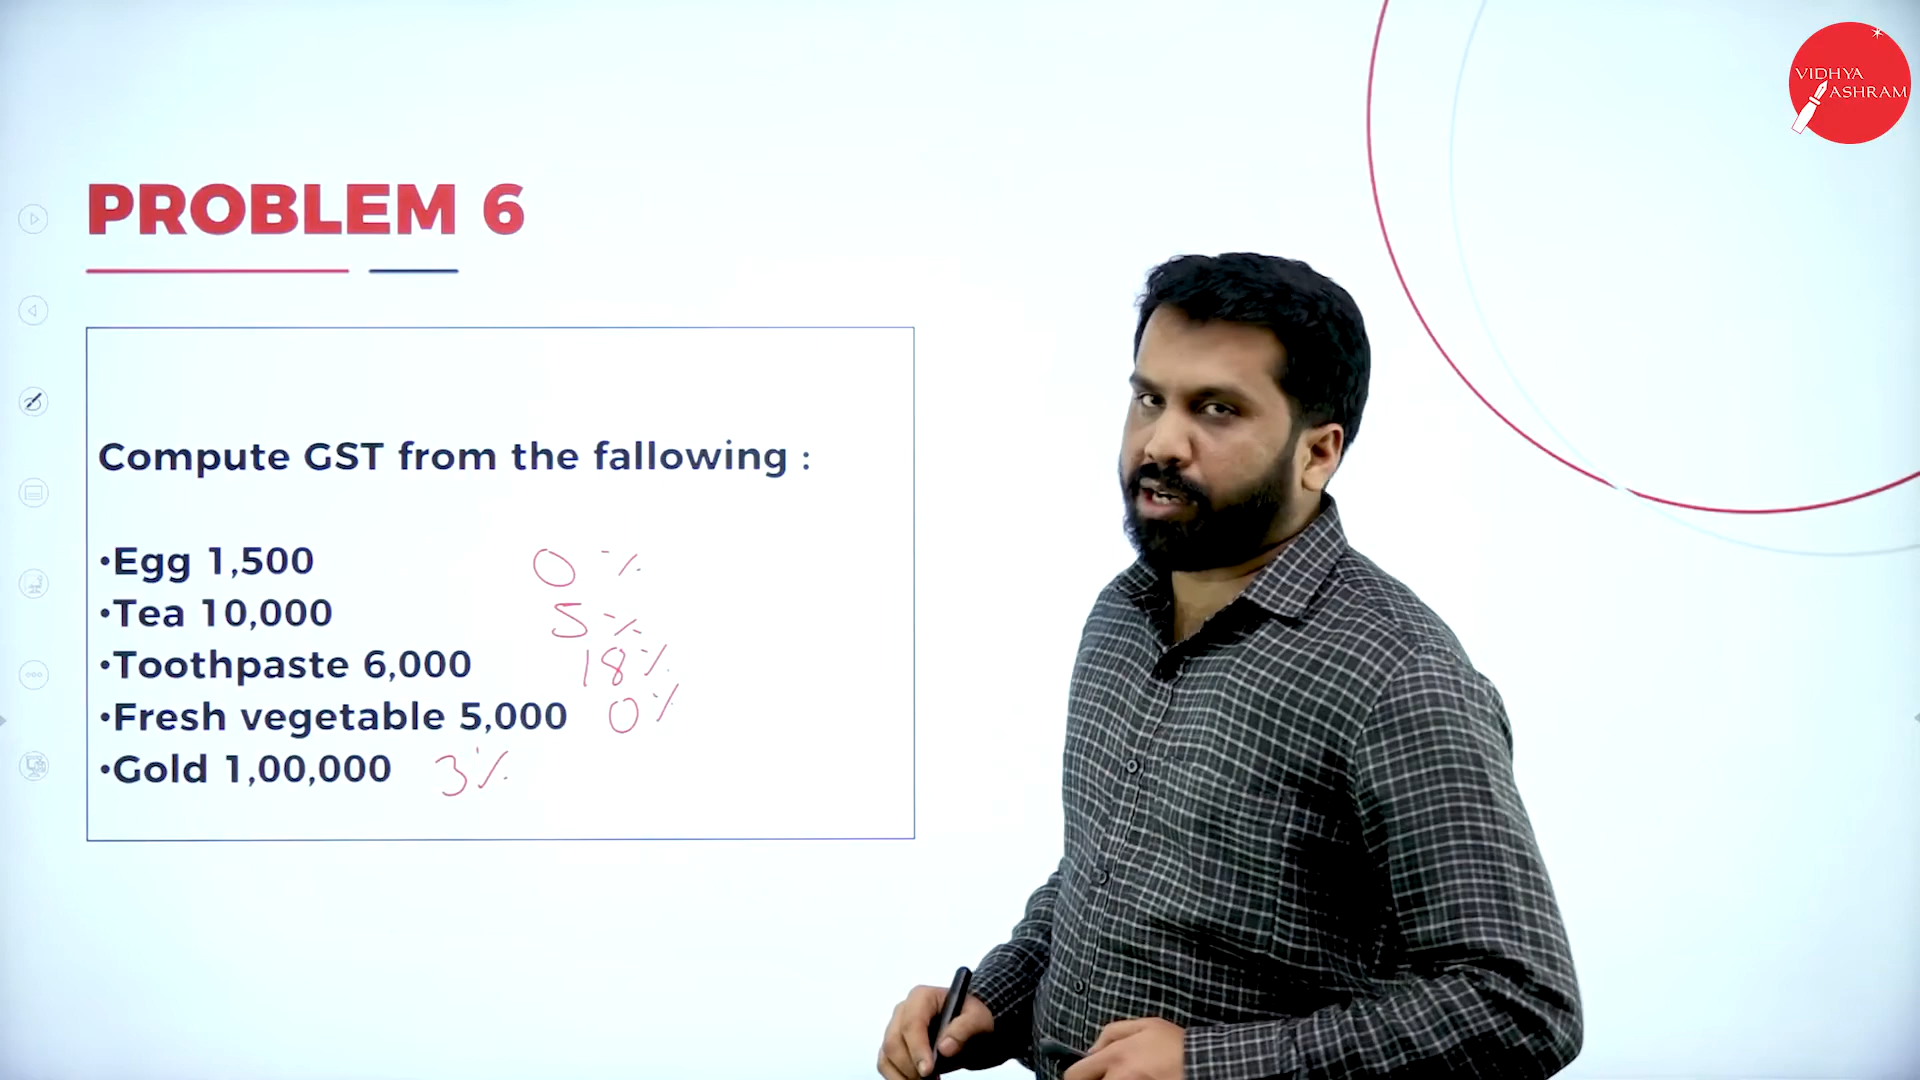 VIDHYA
ASHRAM
PROBLEM 6
Compute GST from the fallowing :
•Egg 1,500 0 %
•Tea 10,000 5 %
•Toothpaste 6,000 18 %
•Fresh vegetable 5,000 0 %
•Gold 1,00,000 3 %